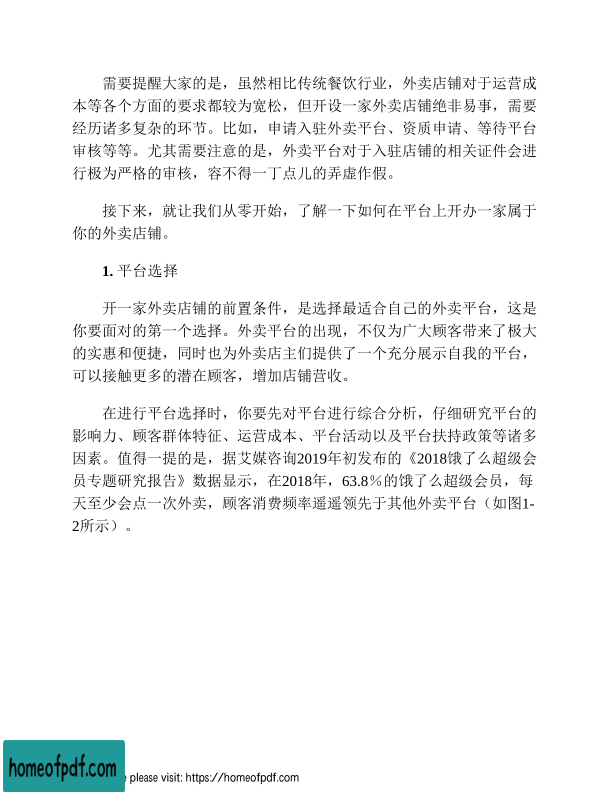 需要提醒大家的是，虽然相比传统餐饮行业，外卖店铺对于运营成
本等各个方面的要求都较为宽松，但开设一家外卖店铺绝非易事，需要
经历诸多复杂的环节。比如，申请入驻外卖平台、资质申请、等待平台
审核等等。尤其需要注意的是，外卖平台对于入驻店铺的相关证件会进
行极为严格的审核，容不得一丁点儿的弄虚作假。
接下来，就让我们从零开始，了解一下如何在平台上开办一家属于
你的外卖店铺。
1. 平台选择
开一家外卖店铺的前置条件，是选择最适合自己的外卖平台，这是
你要面对的第一个选择。外卖平台的出现，不仅为广大顾客带来了极大
的实惠和便捷，同时也为外卖店主们提供了一个充分展示自我的平台，
可以接触更多的潜在顾客，增加店铺营收。
在进行平台选择时，你要先对平台进行综合分析，仔细研究平台的
影响力、顾客群体特征、运营成本、平台活动以及平台扶持政策等诸多
因素。值得一提的是，据艾媒咨询2019年初发布的《2018饿了么超级会
员专题研究报告》数据显示，在2018年，63.8％的饿了么超级会员，每
天至少会点一次外卖，顾客消费频率遥遥领先于其他外卖平台（如图1-
2所示）。
homeofpdf.com
please visit: https://homeofpdf.com